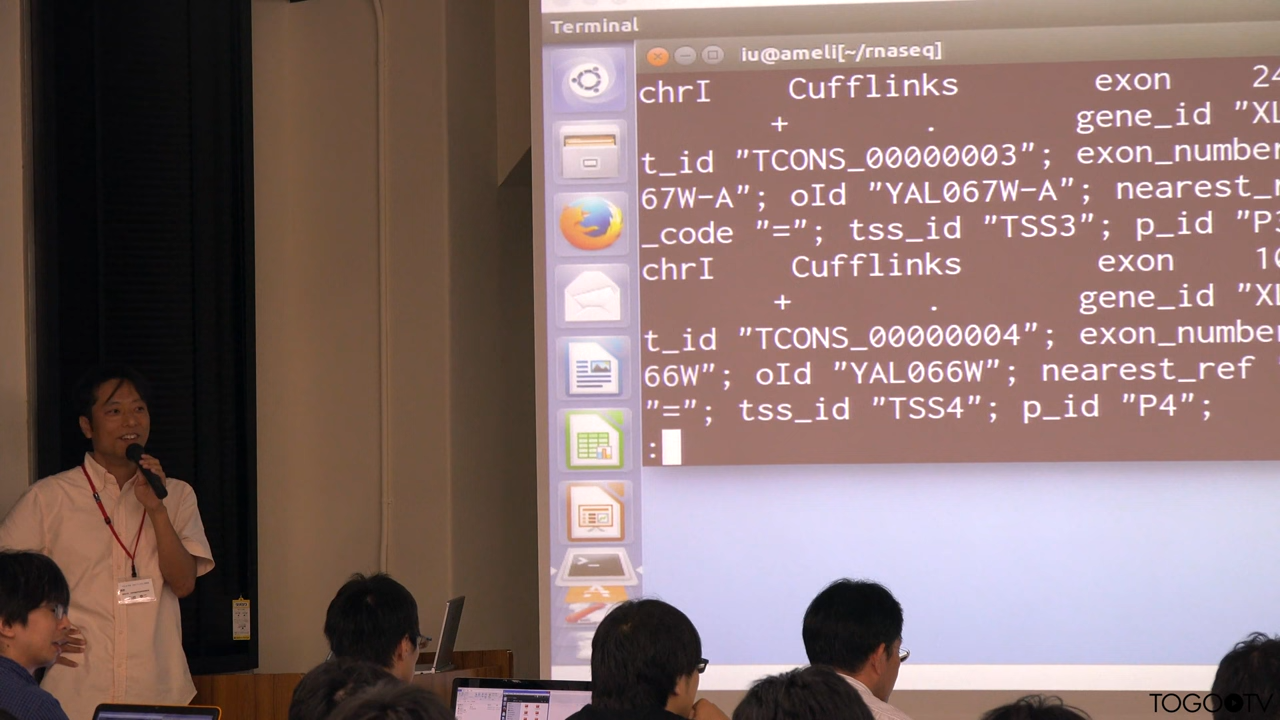 Terminal
iu@ameli[~/rnaseq]
chrI Cufflinks exon 24
+ . gene_id "XL
t_id "TCONS_00000003"; exon_number
67W-A"; oId "YAL067W-A"; nearest_r
_code "="; tss_id "TSS3"; p_id "P3
chrI Cufflinks exon 10
+ . gene_id "XL
t_id "TCONS_00000004"; exon_number
66W"; oId "YAL066W"; nearest_ref
"="; tss_id "TSS4"; p_id "P4";
:
TOGOTV